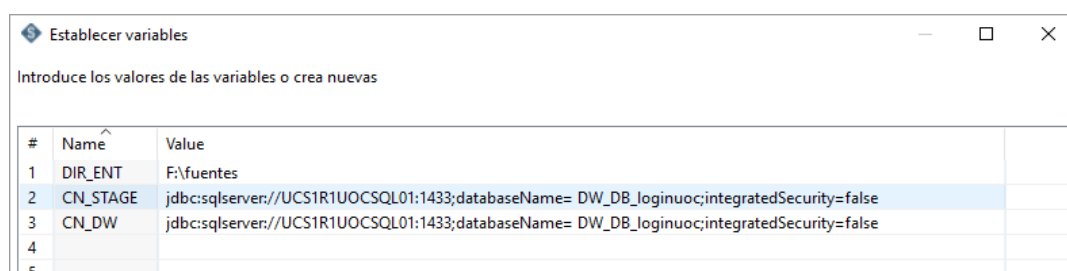 Establecer variables
Introduce los valores de las variables o crea nuevas
# Name Value
1 DIR_ENT F:\fuentes
2 CN_STAGE jdbc:sqlserver://UCS1R1UOCSQL01:1433;databaseName= DW_DB_loginuoc;integratedSecurity=false
3 CN_DW jdbc:sqlserver://UCS1R1UOCSQL01:1433;databaseName= DW_DB_loginuoc;integratedSecurity=false
4
5